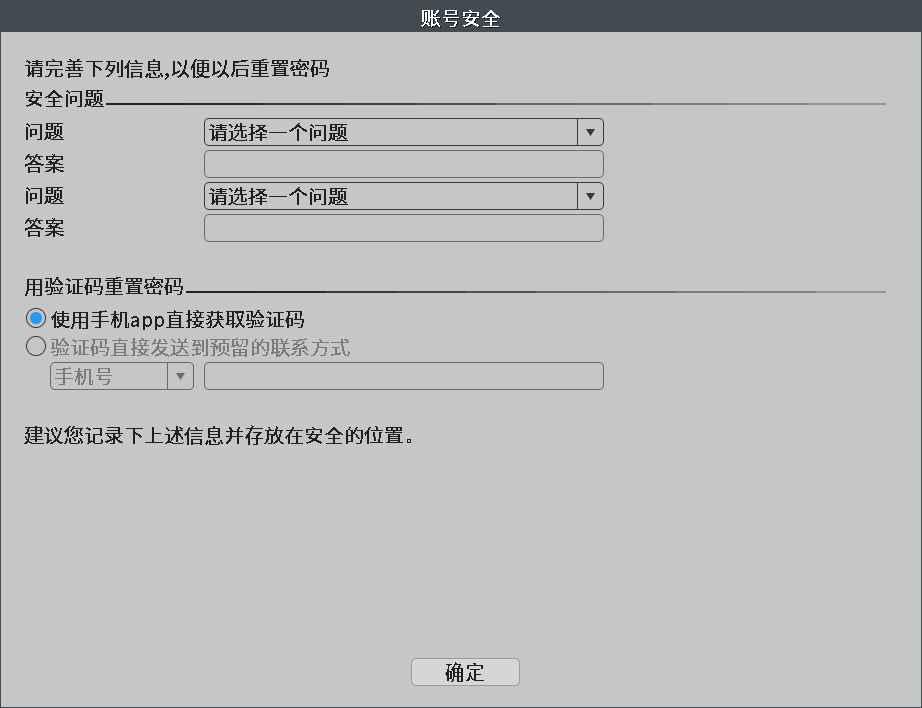 账号安全
请完善下列信息,以便以后重置密码
安全问题
问题 请选择一个问题
答案
问题 请选择一个问题
答案
用验证码重置密码
使用手机app直接获取验证码
验证码直接发送到预留的联系方式
手机号
建议您记录下上述信息并存放在安全的位置。
确定